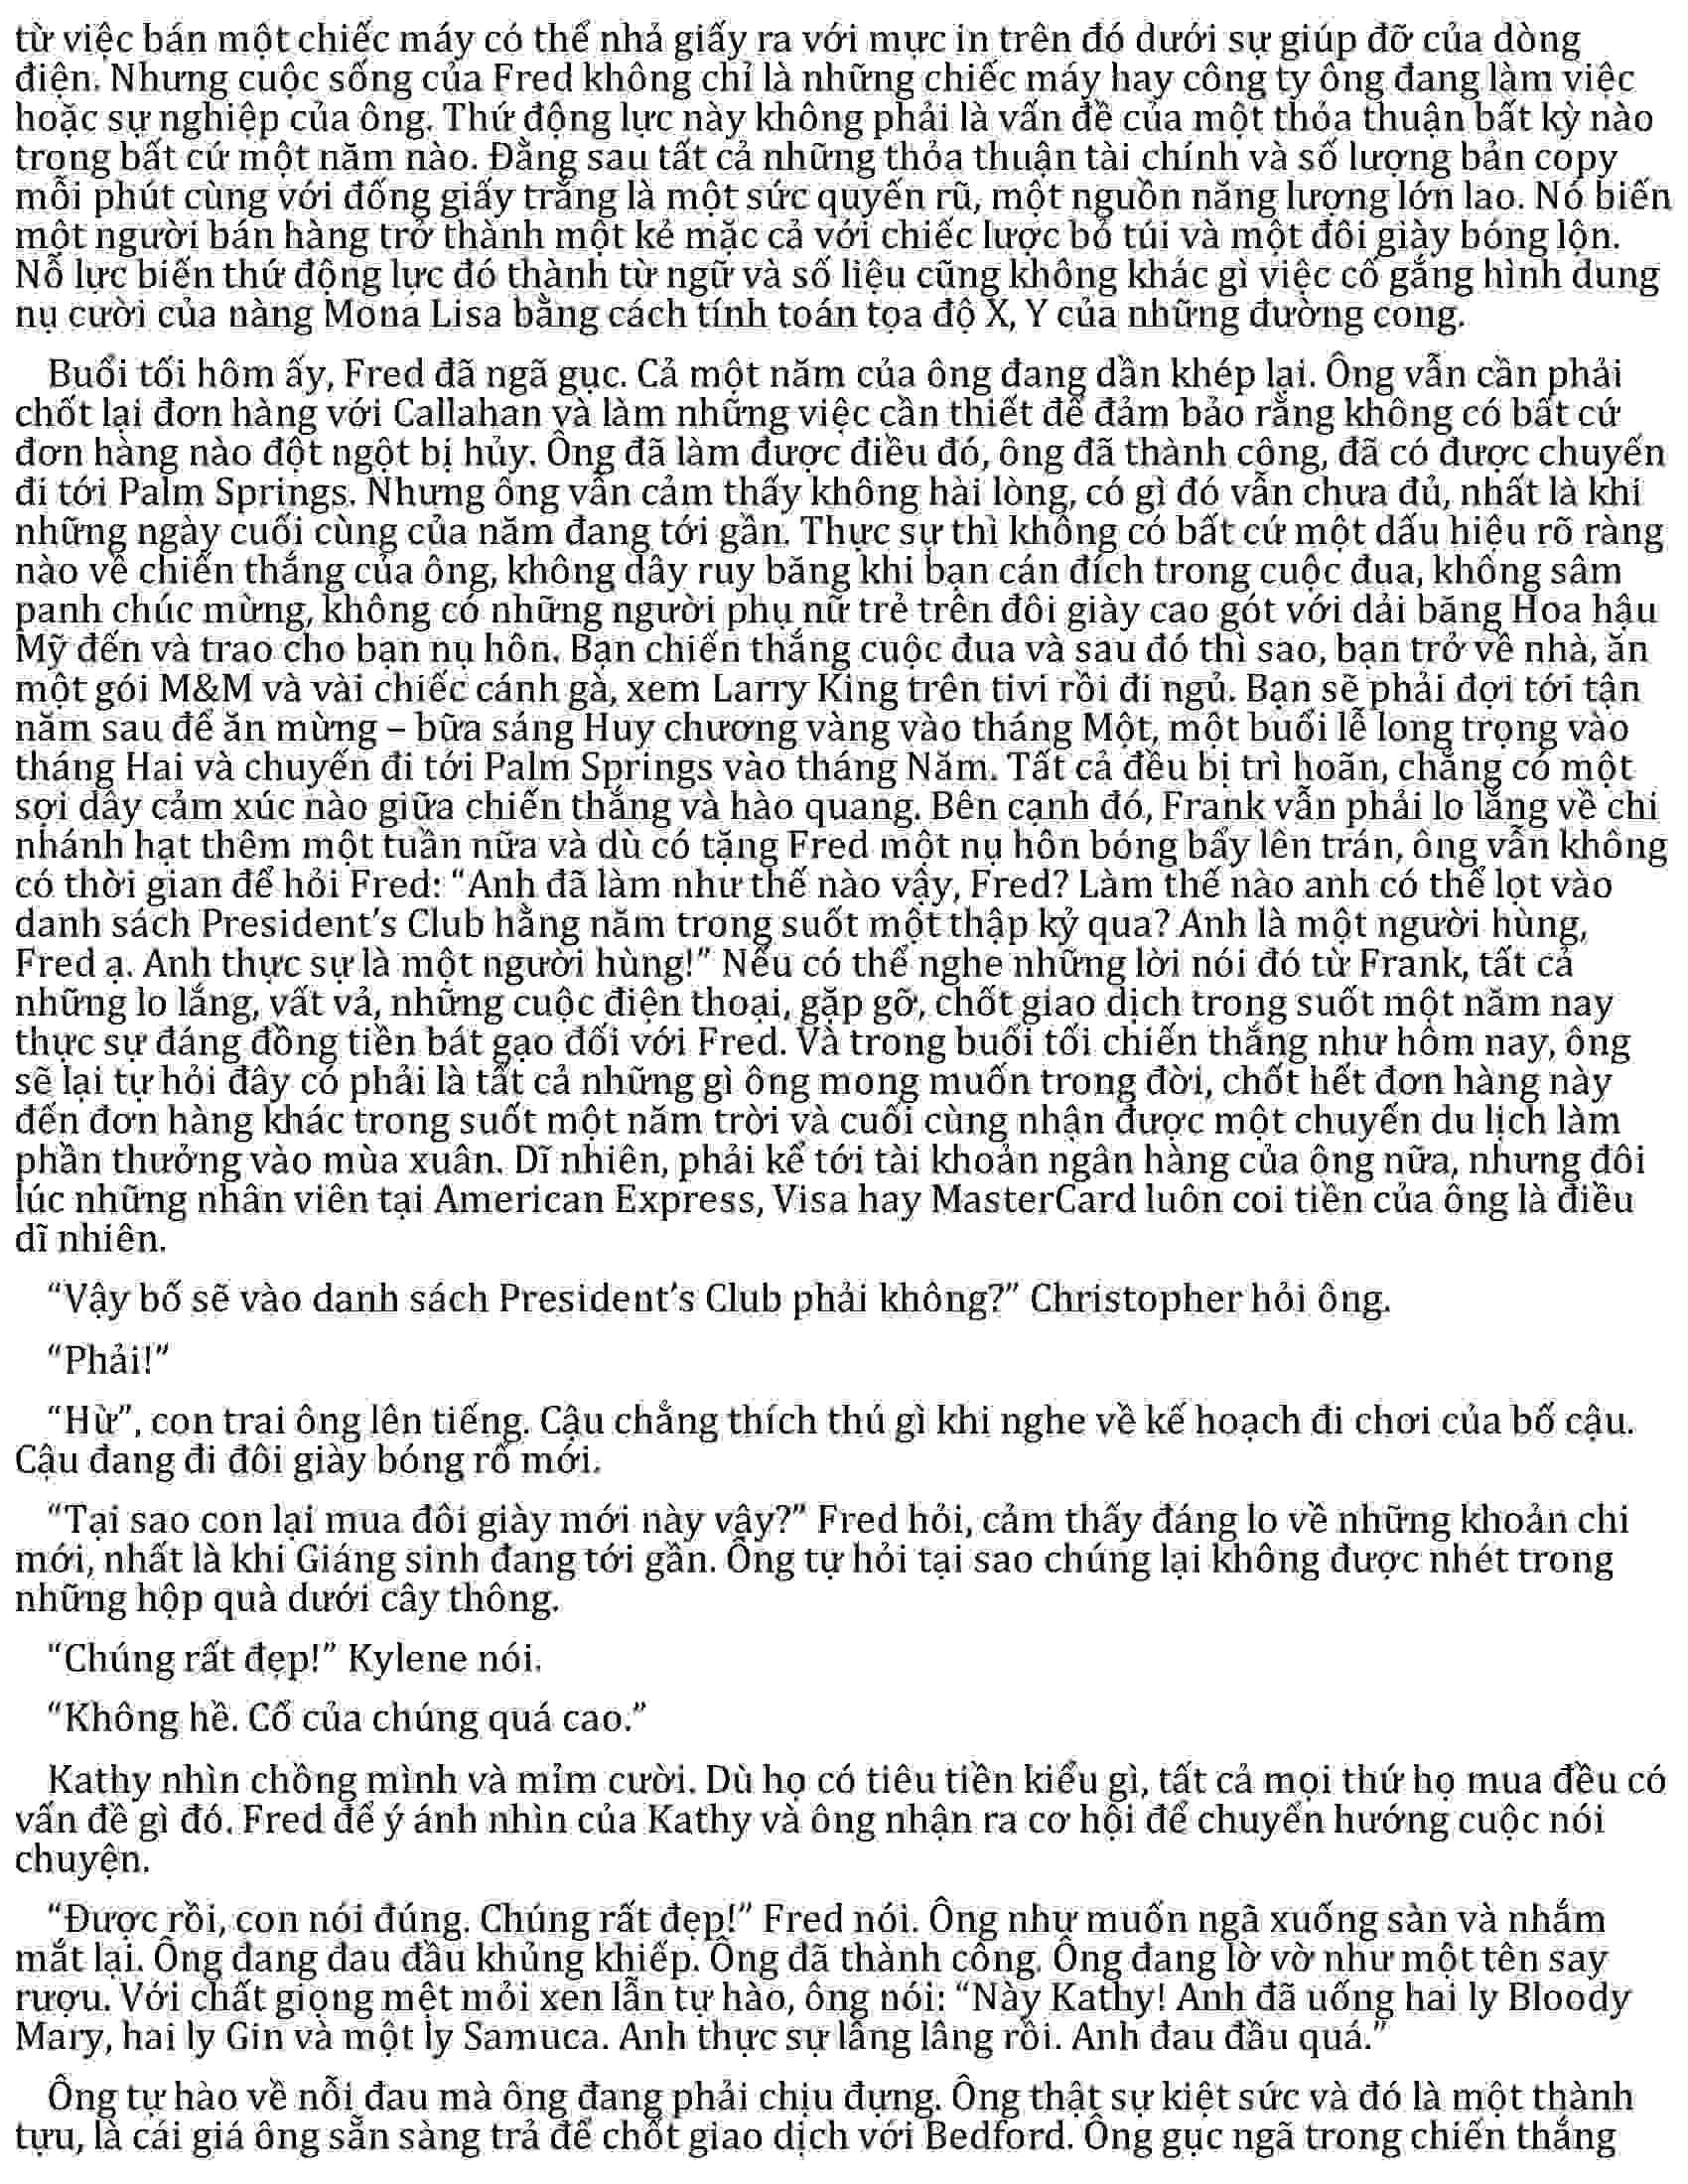 từ việc bán một chiếc máy có thể nhả giấy ra với mực in trên đó dưới sự giúp đỡ của dòng
điện. Nhưng cuộc sống của Fred không chỉ là những chiếc máy hay công ty ông đang làm việc
hoặc sự nghiệp của ông. Thứ động lực này không phải là vấn đề của một thỏa thuận bất kỳ nào
trong bất cứ một năm nào. Đằng sau tất cả những thỏa thuận tài chính và số lượng bản copy
mỗi phút cùng với đống giấy trắng là một sức quyến rũ, một nguồn năng lượng lớn lao. Nó biến
một người bán hàng trở thành một kẻ mặc cả với chiếc lược bỏ túi và một đôi giày bóng lộn.
Nỗ lực biến thứ động lực đó thành từ ngữ và số liệu cũng không khác gì việc cố gắng hình dung
nụ cười của nàng Mona Lisa bằng cách tính toán tọa độ X, Y của những đường cong.
Buổi tối hôm ấy, Fred đã ngã gục. Cả một năm của ông đang dần khép lại. Ông vẫn cần phải
chốt lại đơn hàng với Callahan và làm những việc cần thiết để đảm bảo rằng không có bất cứ
đơn hàng nào đột ngột bị hủy. Ông đã làm được điều đó, ông đã thành công, đã có được chuyến
đi tới Palm Springs. Nhưng ông vẫn cảm thấy không hài lòng, có gì đó vẫn chưa đủ, nhất là khi
những ngày cuối cùng của năm đang tới gần. Thực sự thì không có bất cứ một dấu hiệu rõ ràng
nào về chiến thắng của ông, không dây ruy băng khi bạn cán đích trong cuộc đua, không sâm
panh chúc mừng, không có những người phụ nữ trẻ trên đôi giày cao gót với dải băng Hoa hậu
Mỹ đến và trao cho bạn nụ hôn. Bạn chiến thắng cuộc đua và sau đó thì sao, bạn trở về nhà, ăn
một gói M&M và vài chiếc cánh gà, xem Larry King trên tivi rồi đi ngủ. Bạn sẽ phải đợi tới tận
năm sau để ăn mừng – bữa sáng Huy chương vàng vào tháng Một, một buổi lễ long trọng vào
tháng Hai và chuyến đi tới Palm Springs vào tháng Năm. Tất cả đều bị trì hoãn, chẳng có một
sợi dây cảm xúc nào giữa chiến thắng và hào quang. Bên cạnh đó, Frank vẫn phải lo lắng về chi
nhánh hạt thêm một tuần nữa và dù có tặng Fred một nụ hôn bóng bẩy lên trán, ông vẫn không
có thời gian để hỏi Fred: “Anh đã làm như thế nào vậy, Fred? Làm thế nào anh có thể lọt vào
danh sách President’s Club hằng năm trong suốt một thập kỷ qua? Anh là một người hùng,
Fred ạ. Anh thực sự là một người hùng!” Nếu có thể nghe những lời nói đó từ Frank, tất cả
những lo lắng, vất vả, những cuộc điện thoại, gặp gỡ, chốt giao dịch trong suốt một năm nay
thực sự đáng đồng tiền bát gạo đối với Fred. Và trong buổi tối chiến thắng như hôm nay, ông
sẽ lại tự hỏi đây có phải là tất cả những gì ông mong muốn trong đời, chốt hết đơn hàng này
đến đơn hàng khác trong suốt một năm trời và cuối cùng nhận được một chuyến du lịch làm
phần thưởng vào mùa xuân. Dĩ nhiên, phải kể tới tài khoản ngân hàng của ông nữa, nhưng đôi
lúc những nhân viên tại American Express, Visa hay MasterCard luôn coi tiền của ông là điều
dĩ nhiên.
“Vậy bố sẽ vào danh sách President’s Club phải không?” Christopher hỏi ông.
“Phải!”
“Hừ”, con trai ông lên tiếng. Cậu chẳng thích thú gì khi nghe về kế hoạch đi chơi của bố cậu.
Cậu đang đi đôi giày bóng rổ mới.
“Tại sao con lại mua đôi giày mới này vậy?” Fred hỏi, cảm thấy đáng lo về những khoản chi
mới, nhất là khi Giáng sinh đang tới gần. Ông tự hỏi tại sao chúng lại không được nhét trong
những hộp quà dưới cây thông.
“Chúng rất đẹp!” Kylene nói.
“Không hề. Cổ của chúng quá cao.”
Kathy nhìn chồng mình và mỉm cười. Dù họ có tiêu tiền kiểu gì, tất cả mọi thứ họ mua đều có
vấn đề gì đó. Fred để ý ánh nhìn của Kathy và ông nhận ra cơ hội để chuyển hướng cuộc nói
chuyện.
“Được rồi, con nói đúng. Chúng rất đẹp!” Fred nói. Ông như muốn ngã xuống sàn và nhắm
mắt lại. Ông đang đau đầu khủng khiếp. Ông đã thành công. Ông đang lờ vờ như một tên say
rượu. Với chất giọng mệt mỏi xen lẫn tự hào, ông nói: “Này Kathy! Anh đã uống hai ly Bloody
Mary, hai ly Gin và một ly Samuca. Anh thực sự lâng lâng rồi. Anh đau đầu quá.”
Ông tự hào về nỗi đau mà ông đang phải chịu đựng. Ông thật sự kiệt sức và đó là một thành
tựu, là cái giá ông sẵn sàng trả để chốt giao dịch với Bedford. Ông gục ngã trong chiến thắng